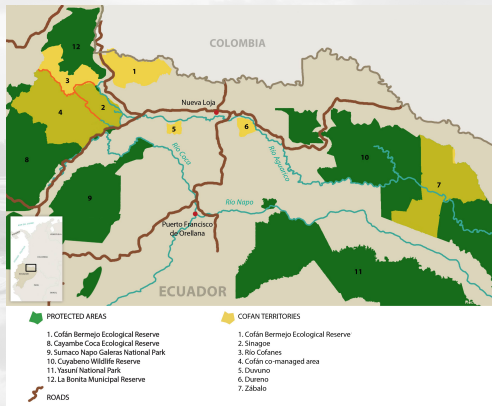 COLOMBIA
12
1
3
Nueva Loja
4
2
5
6
Río Coca
Río Aguarico
8
10
7
9
Río Napo
Puerto Francisco
de Orellana
11
ECUADOR
PROTECTED AREAS
1. Cofán Bermejo Ecological Reserve
8. Cayambe Coca Ecological Reserve
9. Sumaco Napo Galeras National Park
10. Cuyabeno Wildlife Reserve
11. Yasuní National Park
12. La Bonita Municipal Reserve
ROADS
COFAN TERRITORIES
1. Cofán Bermejo Ecological Reserve
2. Sinagoe
3. Río Cofanes
4. Cofán co-managed area
5. Duvuno
6. Dureno
7. Zábalo